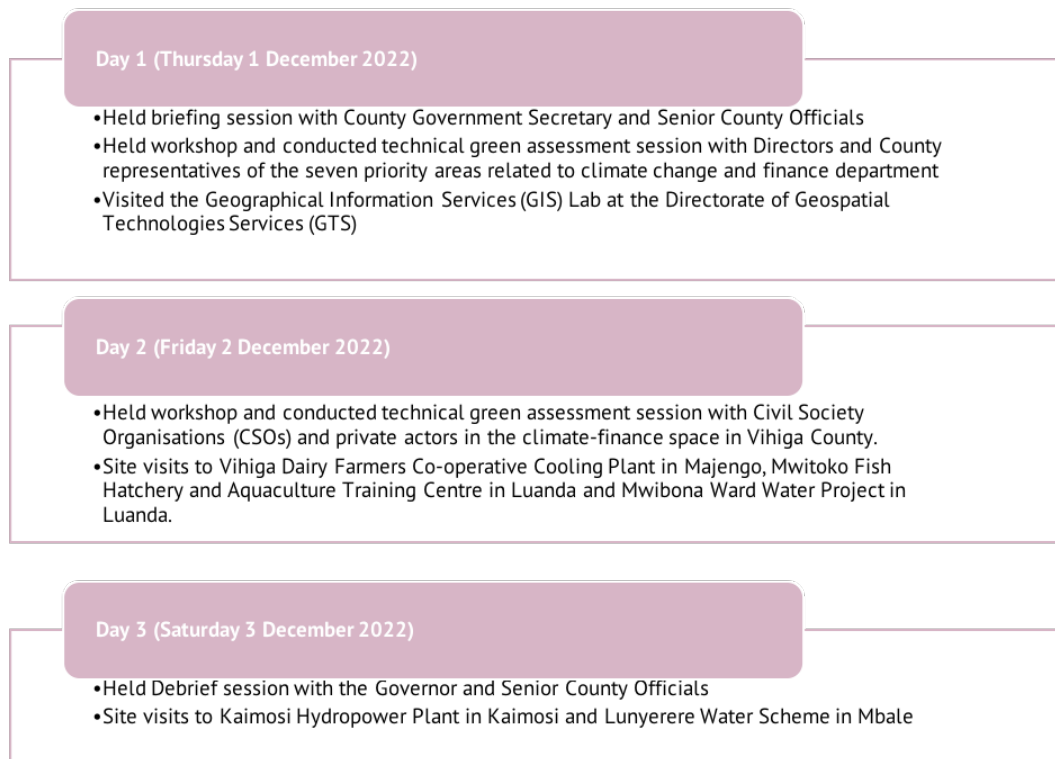 Day 1 (Thursday 1 December 2022)
•Held briefing session with County Government Secretary and Senior County Officials
•Held workshop and conducted technical green assessment session with Directors and County
representatives of the seven priority areas related to climate change and finance department
•Visited the Geographical Information Services (GIS) Lab at the Directorate of Geospatial
Technologies Services (GTS)
Day 2 (Friday 2 December 2022)
•Held workshop and conducted technical green assessment session with Civil Society
Organisations (CSOs) and private actors in the climate-finance space in Vihiga County.
•Site visits to Vihiga Dairy Farmers Co-operative Cooling Plant in Majengo, Mwitoko Fish
Hatchery and Aquaculture Training Centre in Luanda and Mwibona Ward Water Project in
Luanda.
Day 3 (Saturday 3 December 2022)
•Held Debrief session with the Governor and Senior County Officials
•Site visits to Kaimosi Hydropower Plant in Kaimosi and Lunyerere Water Scheme in Mbale